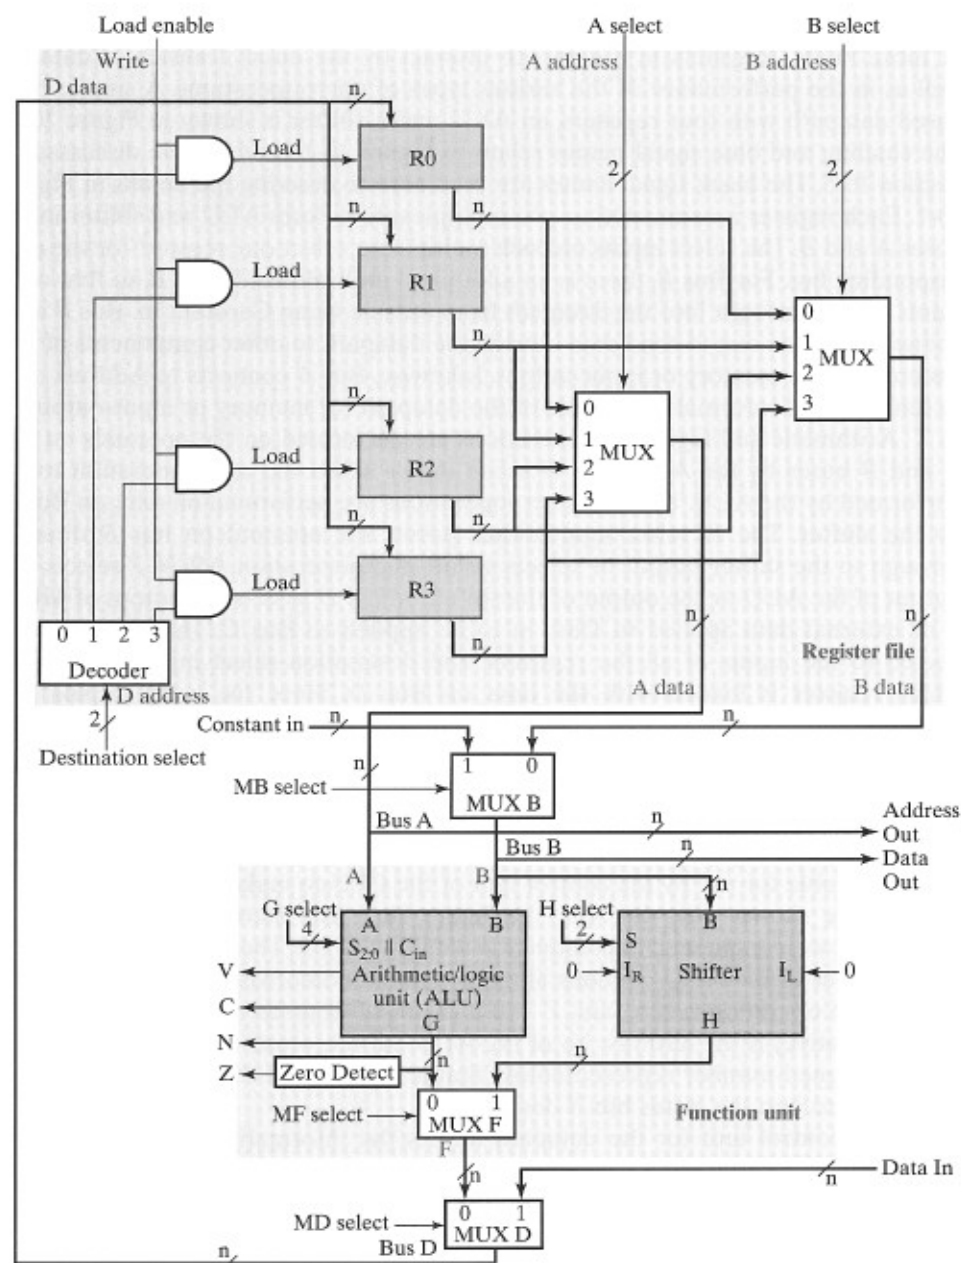 Load enable
A select
B select
Write
A address
B address
D data
n
Load
R0
2
2
n
n
Load
R1
n
0
1
MUX
2
3
n
0
1
MUX
2
3
Load
R2
n
n
Load
R3
n
n
n
0 1 2 3
Decoder
D address
2
Destination select
Register file
A data
B data
Constant in
n
n
n
1 0
MUX B
MB select
Bus A
n
Address
Out
Bus B
n
Data
Out
A
B
n
G select
4
H select
2
A B
S2:0 || Cin
Arithmetic/logic
unit (ALU)
G
B
S
0
IR
Shifter
IL
0
H
V
C
N
Z
Zero Detect
n
n
MF select
0 1
MUX F
F
Function unit
n
n
Data In
MD select
0 1
MUX D
Bus D
n